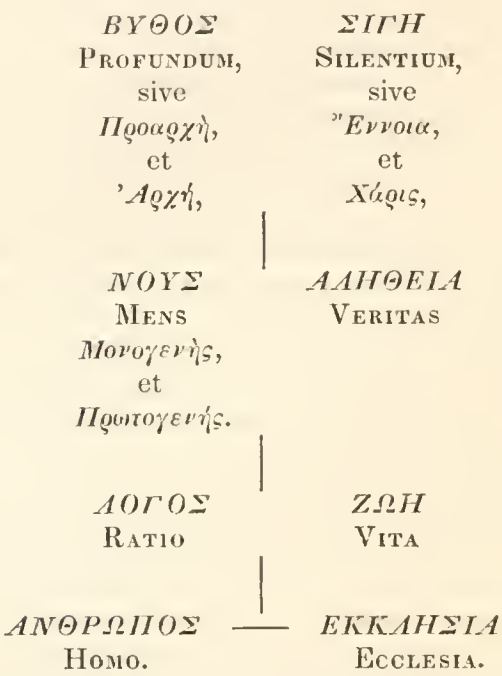 ΒΥΘΟΣ ΣΙΓΗ
Profundum, Silentium,
sive sive
Προαρχὴ, Ἔννοια,
et et
Ἀρχή, Χάρις,
ΝΟΥΣ ΑΛΗΘΕΙΑ
Mens Veritas
Μονογενὴς,
et
Πρωτογενής.
ΛΟΓΟΣ ΖΩΗ
Ratio Vita
ΑΝΘΡΩΠΟΣ — ΕΚΚΛΗΣΙΑ
Homo. Ecclesia.